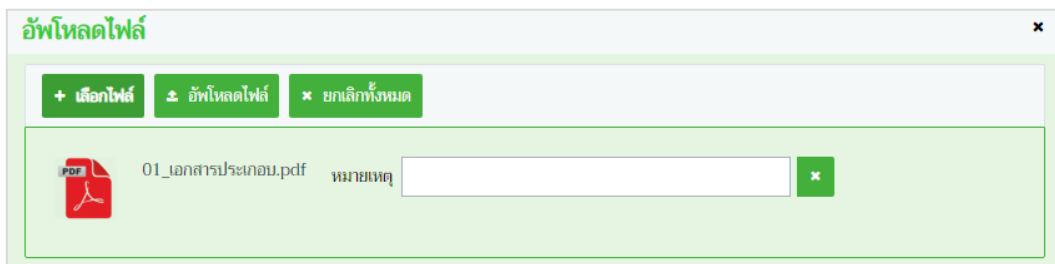 อัพโหลดไฟล์
เลือกไฟล์ อัพโหลดไฟล์ ยกเลิกทั้งหมด
PDF 01_เอกสารประเกอบ.pdf หมายเหตุ